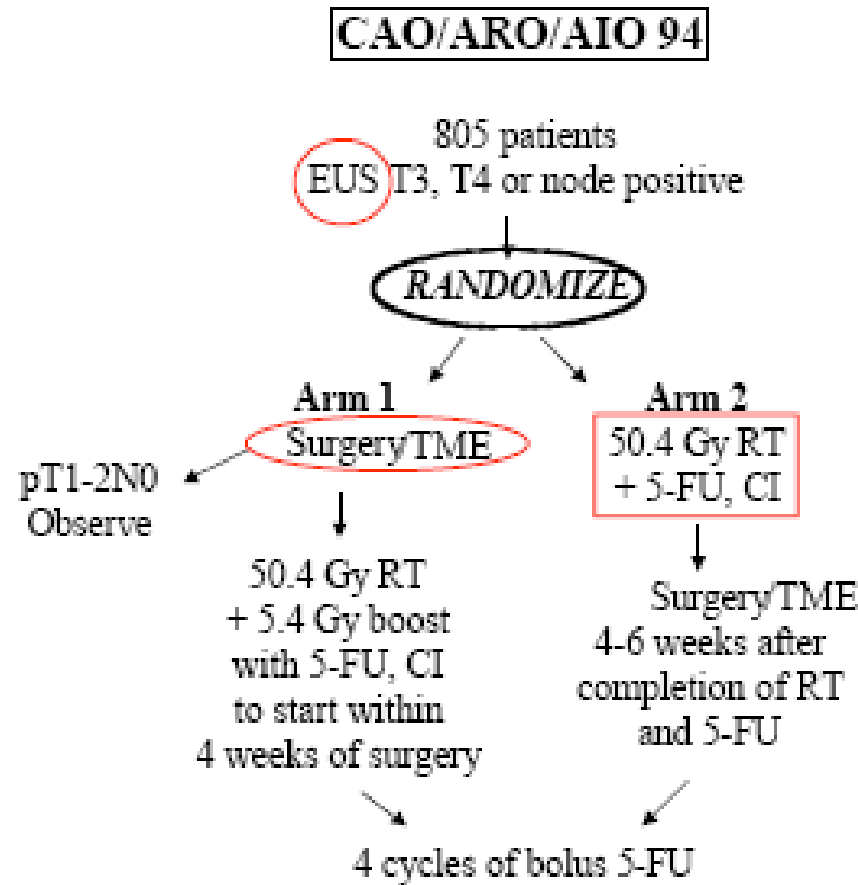 CAO/ARO/AIO 94
805 patients
EUS T3, T4 or node positive
RANDOMIZE
Arm 1
Surgery/TME
pT1-2N0
Observe
50.4 Gy RT
+ 5.4 Gy boost
with 5-FU, CI
to start within
4 weeks of surgery
Arm 2
50.4 Gy RT
+ 5-FU, CI
Surgery/TME
4-6 weeks after
completion of RT
and 5-FU
4 cycles of bolus 5-FU